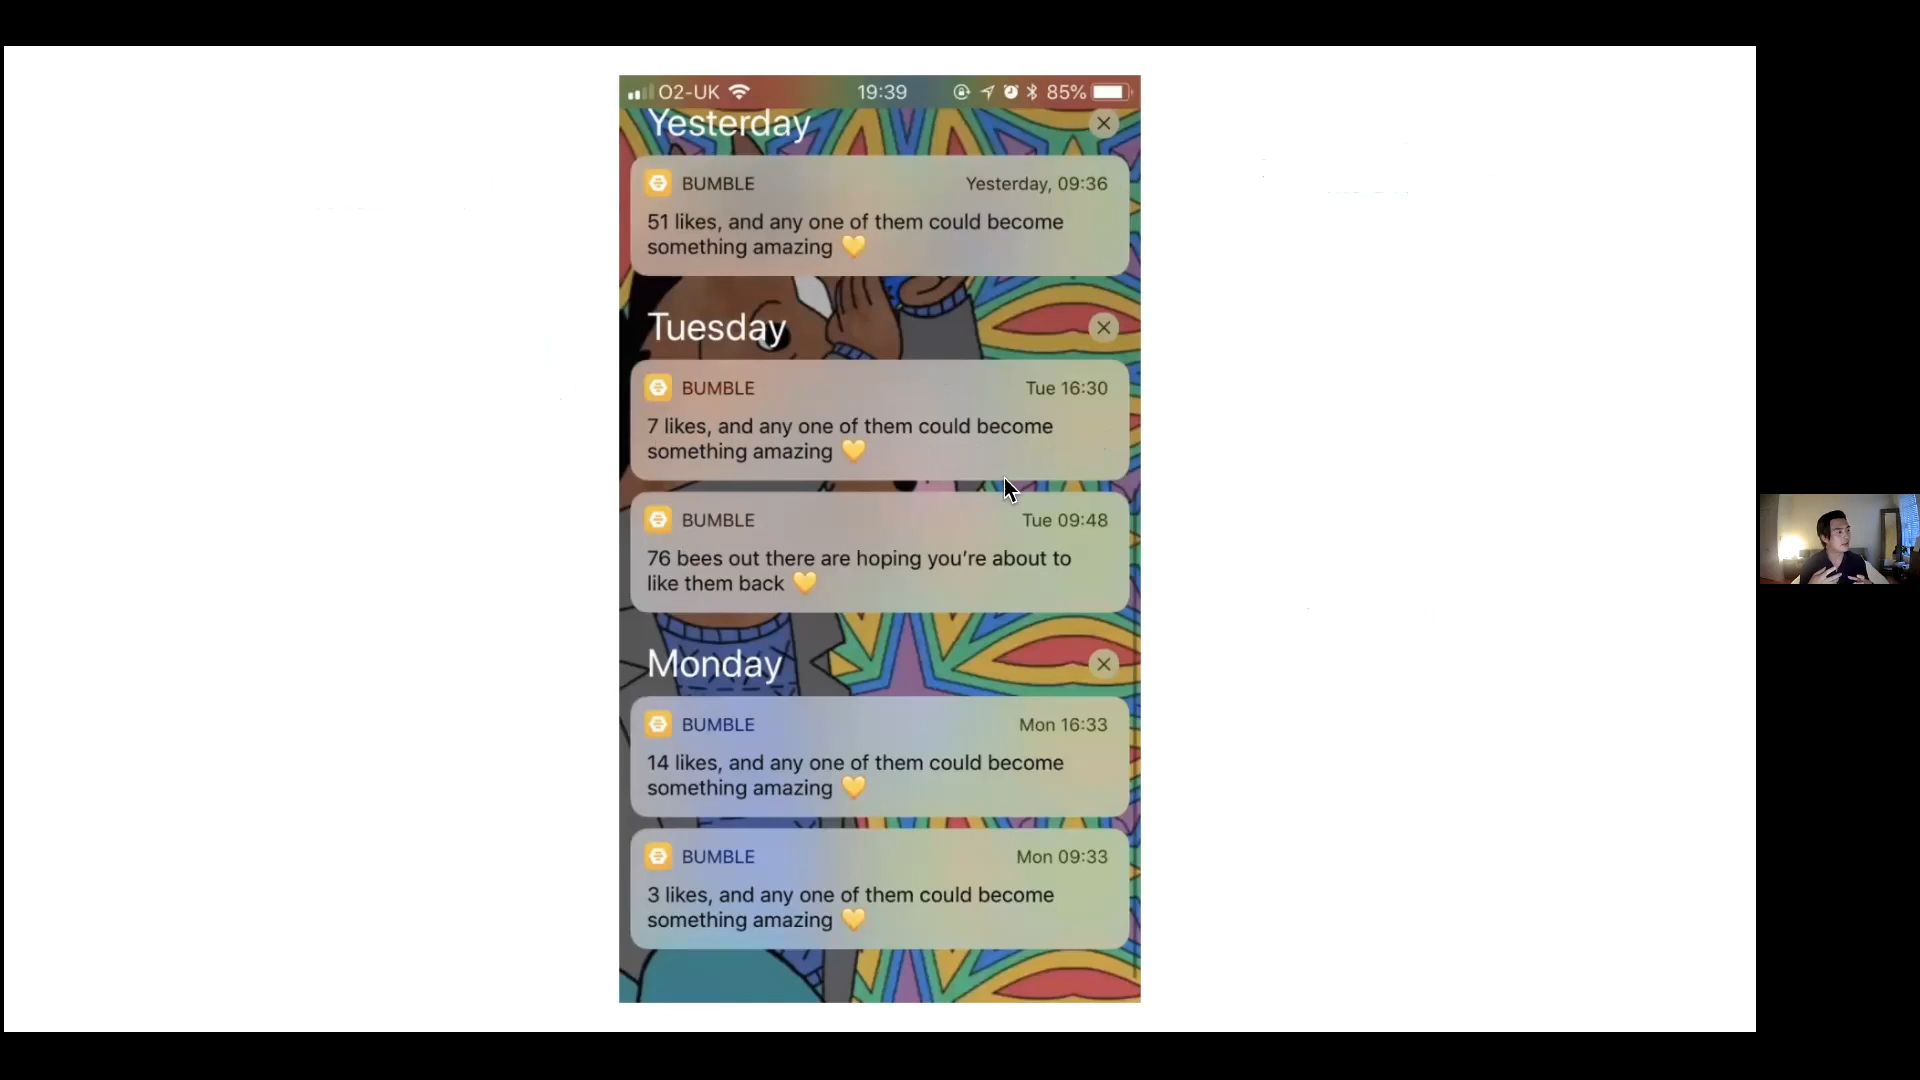 O2-UK 19:39 85%
Yesterday
BUMBLE Yesterday, 09:36
51 likes, and any one of them could become
something amazing 💛
Tuesday
BUMBLE Tue 16:30
7 likes, and any one of them could become
something amazing 💛
BUMBLE Tue 09:48
76 bees out there are hoping you’re about to
like them back 💛
Monday
BUMBLE Mon 16:33
14 likes, and any one of them could become
something amazing 💛
BUMBLE Mon 09:33
3 likes, and any one of them could become
something amazing 💛